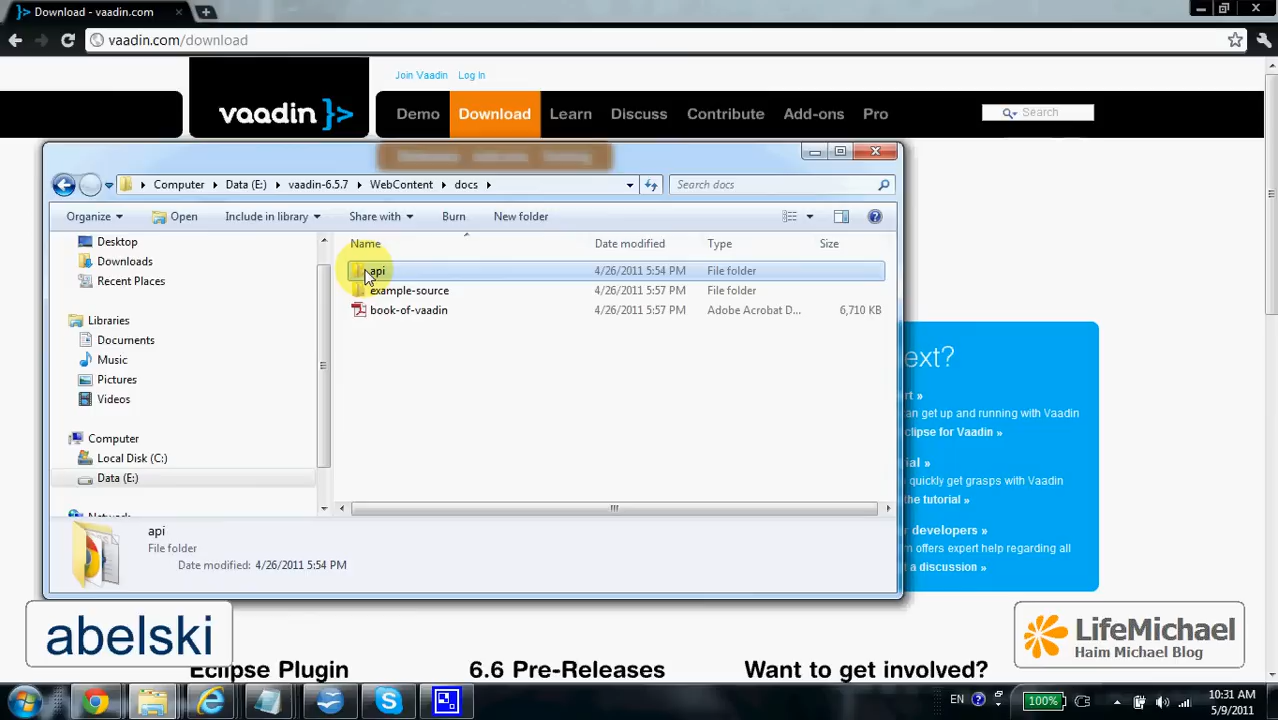 Download - vaadin.com
vaadin.com/download
Join Vaadin Log In
vaadin }>
Demo Download Learn Discuss Contribute Add-ons Pro
Search
Computer Data (E:) vaadin-6.5.7 WebContent docs
Search docs
Organize Open Include in library Share with Burn New folder
Name Date modified Type Size
Desktop
Downloads
Recent Places
Libraries
Documents
Music
Pictures
Videos
Computer
Local Disk (C:)
Data (E:)
api 4/26/2011 5:54 PM File folder
example-source 4/26/2011 5:57 PM File folder
book-of-vaadin 4/26/2011 5:57 PM Adobe Acrobat D... 6,710 KB
api
File folder
Date modified: 4/26/2011 5:54 PM
ext?
rt »
an get up and running with Vaadin
clipse for Vaadin »
ial »
quickly get grasps with Vaadin
the tutorial »
r developers »
m offers expert help regarding all
t a discussion »
abelski
LifeMichael
Haim Michael Blog
Eclipse Plugin 6.6 Pre-Releases Want to get involved?
EN 100% 10:31 AM
5/9/2011